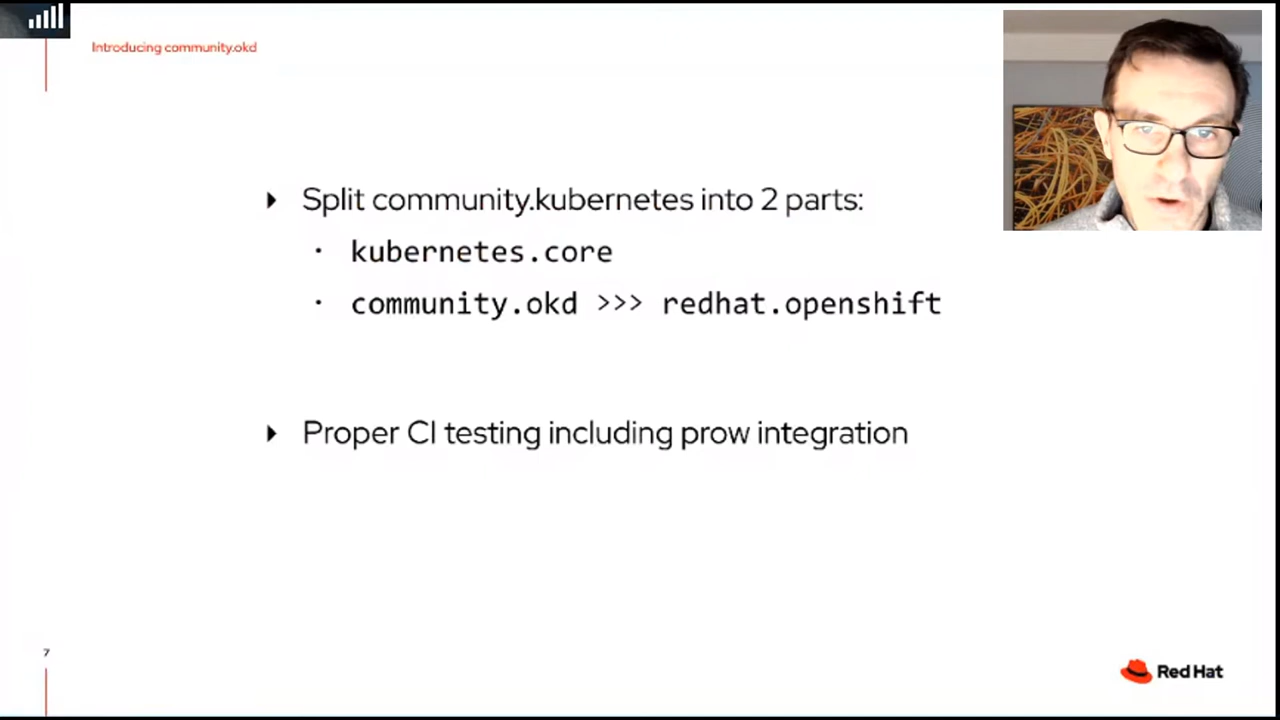 Introducing community.okd
Split community.kubernetes into 2 parts:
kubernetes.core
community.okd >>> redhat.openshift
Proper CI testing including prow integration
7
Red Hat